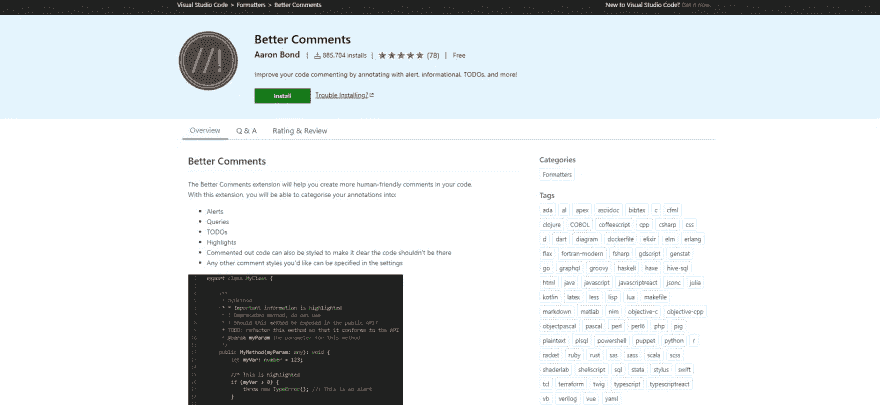 Visual Studio Code > Formatters > Better Comments
New to Visual Studio Code? Get it now.
Better Comments
Aaron Bond | 885,704 installs | (78) | Free
Improve your code commenting by annotating with alert, informational, TODOs, and more!
Install
Trouble Installing?
Overview
Q & A
Rating & Review
Better Comments
The Better Comments extension will help you create more human-friendly comments in your code.
With this extension, you will be able to categorise your annotations into:
• Alerts
• Queries
• TODOs
• Highlights
• Commented out code can also be styled to make it clear the code shouldn't be there
• Any other comment styles you'd like can be specified in the settings
export class MyClass {
/**
* MyMethod
* * Important information is highlighted
* ! Deprecated method, do not use
* ? Should this method be exposed in the public API?
* TODO: refactor this method so that it conforms to the API
* @param myParam The parameter for this method
*/
public MyMethod(myParam: any): void {
let myVar: number = 123;
//* This is highlighted
if (myVar > 0) {
throw new TypeError(); //! This is an alert
}
Categories
Formatters
Tags
ada al apex asciidoc bibtex c cfml
clojure COBOL coffeescript cpp csharp css
d dart diagram dockerfile elixir elm erlang
flax fortran-modern fsharp gdscript genstat
go graphql groovy haskell haxe hive-sql
html java javascript javascriptreact jsonc julia
kotlin latex less lisp lua makefile
markdown matlab nim objective-c objective-cpp
objectpascal pascal perl perl6 php pig
plaintext plsql powershell puppet python r
racket ruby rust sas sass scala scss
shaderlab shellscript sql stata stylus swift
tcl terraform twig typescript typescriptreact
vb verilog vue yaml